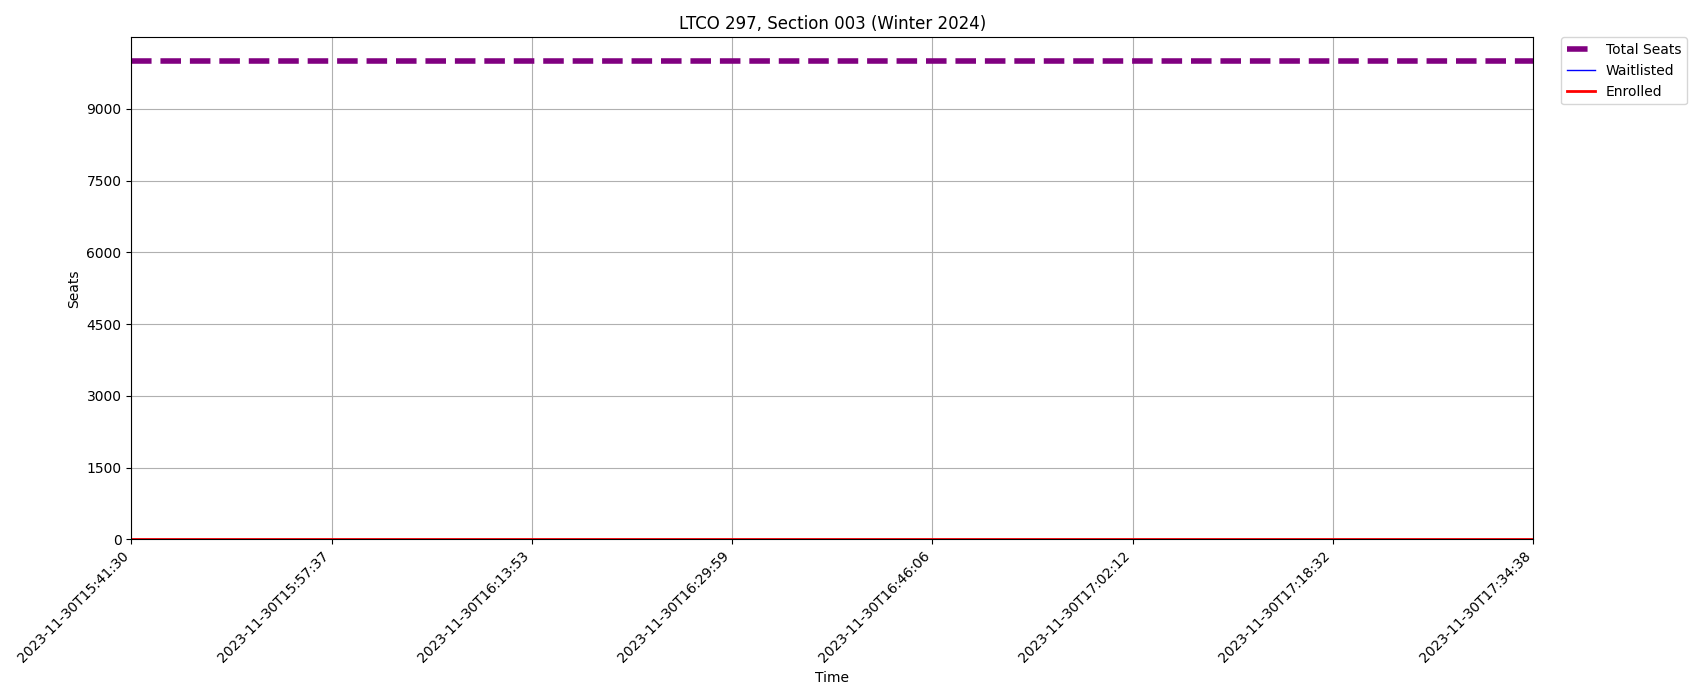 LTCO 297, Section 003 (Winter 2024)
Total Seats
Waitlisted
Enrolled
Seats
9000
7500
6000
4500
3000
1500
0
2023-11-30T15:41:30
2023-11-30T15:57:37
2023-11-30T16:13:53
2023-11-30T16:29:59
2023-11-30T16:46:06
2023-11-30T17:02:12
2023-11-30T17:18:32
2023-11-30T17:34:38
Time